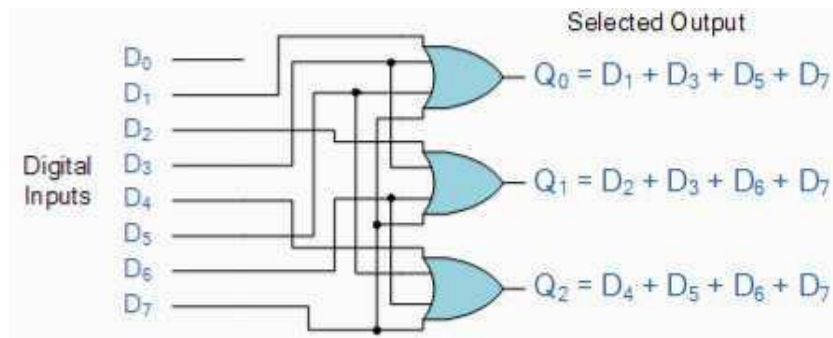 Selected Output
D₀
D₁
D₂
D₃
D₄
D₅
D₆
D₇
Digital
Inputs
Q₀ = D₁ + D₃ + D₅ + D₇
Q₁ = D₂ + D₃ + D₆ + D₇
Q₂ = D₄ + D₅ + D₆ + D₇